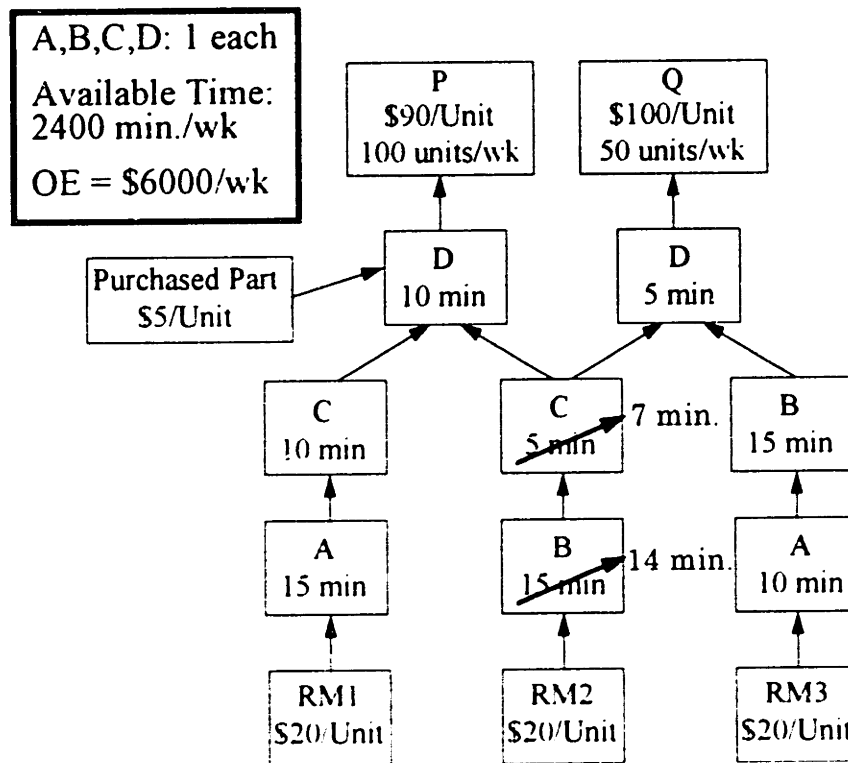 A,B,C,D: 1 each
Available Time:
2400 min./wk
OE = $6000/wk
P
$90/Unit
100 units/wk
Q
$100/Unit
50 units/wk
Purchased Part
$5/Unit
D
10 min
D
5 min
C
10 min
C
5 min
7 min.
B
15 min
A
15 min
B
15 min
14 min.
A
10 min
RM1
$20/Unit
RM2
$20/Unit
RM3
$20/Unit